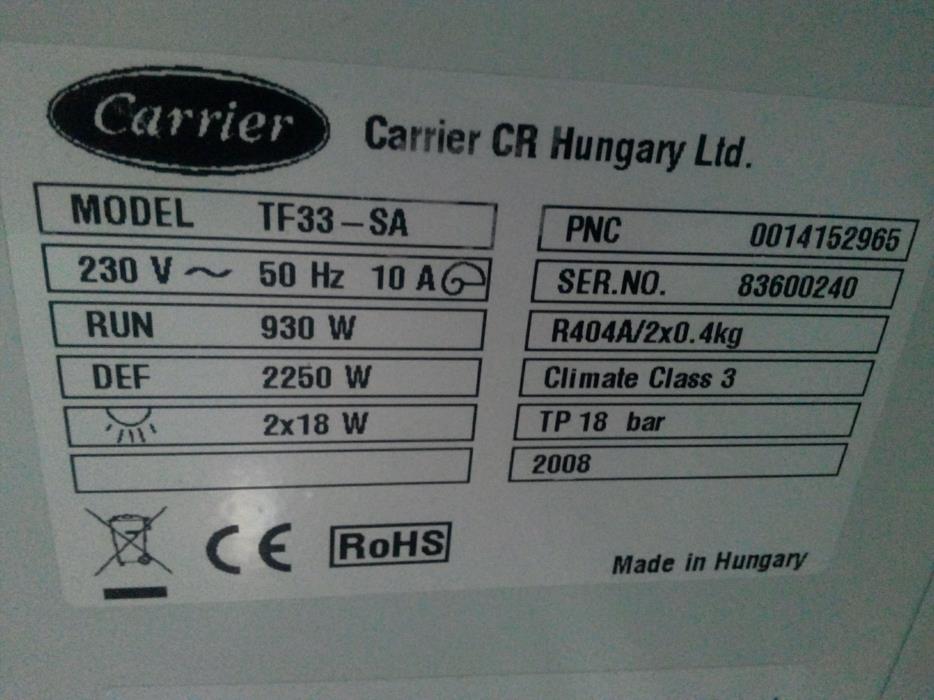 Carrier
Carrier CR Hungary Ltd.
MODEL TF33-SA
230 V ~ 50 Hz 10 A
RUN 930 W
DEF 2250 W
2x18 W
PNC 0014152965
SER.NO. 83600240
R404A/2x0.4kg
Climate Class 3
TP 18 bar
2008
CE
RoHS
Made in Hungary